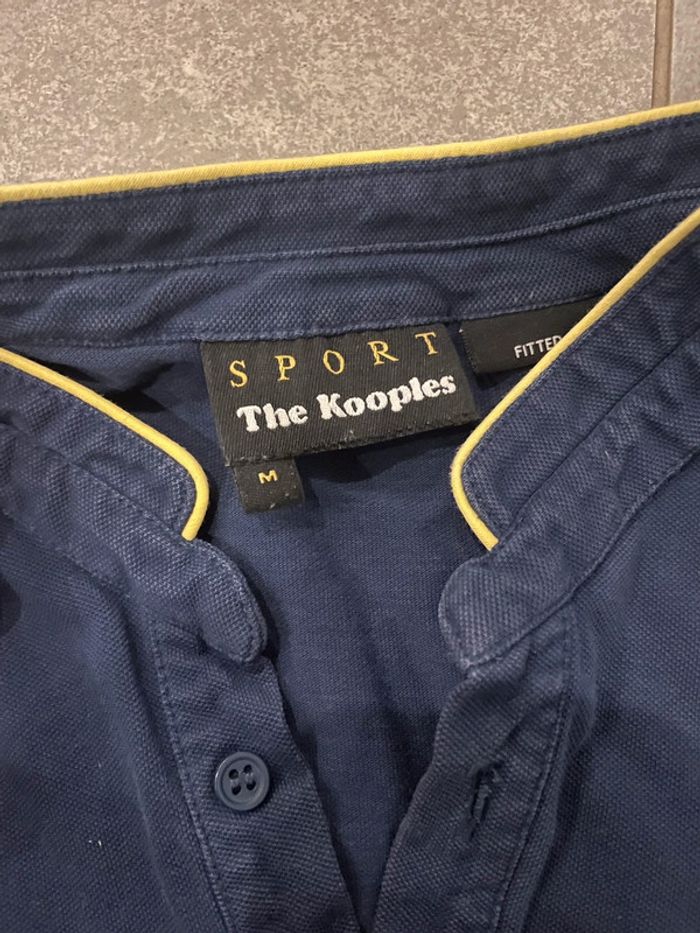 SPORT
The Kooples
FITTED
M